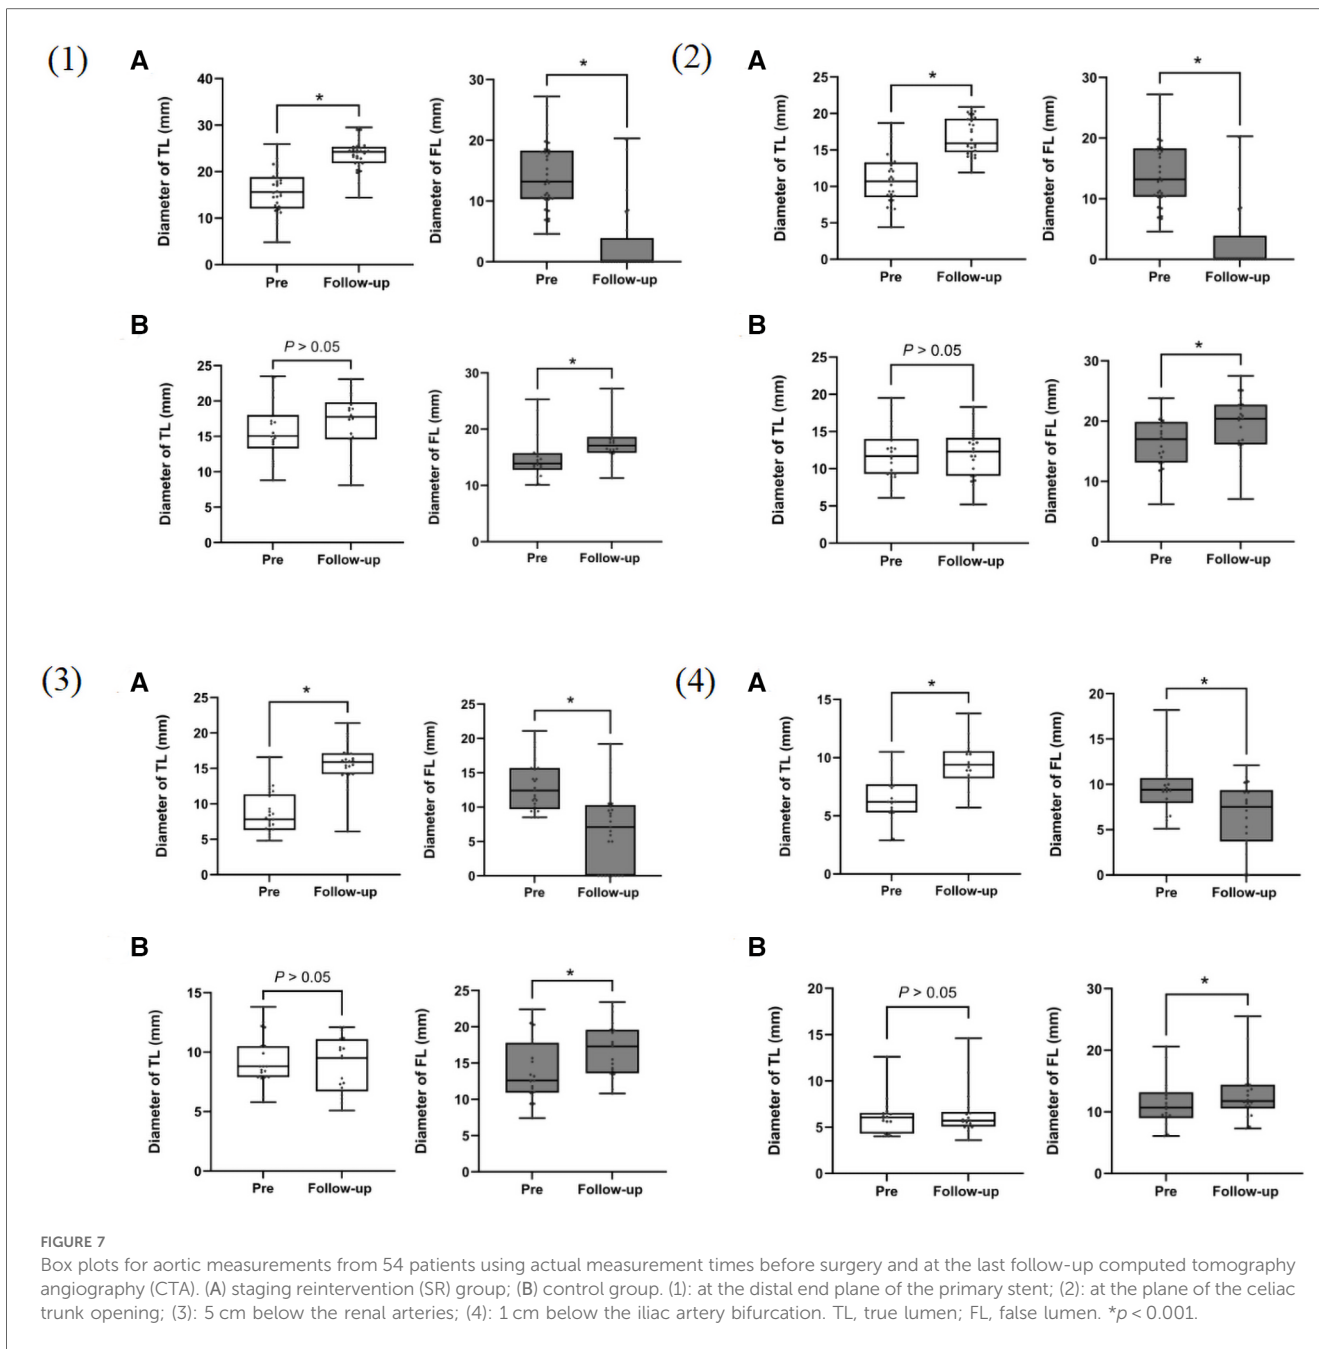 (1)
A
Diameter of TL (mm)
40
30
20
10
0
*
Pre
Follow-up
Diameter of FL (mm)
30
20
10
0
*
Pre
Follow-up
B
Diameter of TL (mm)
25
20
15
10
5
0
P > 0.05
Pre
Follow-up
Diameter of FL (mm)
30
20
10
0
*
Pre
Follow-up
(2)
A
Diameter of TL (mm)
25
20
15
10
5
0
*
Pre
Follow-up
Diameter of FL (mm)
30
20
10
0
*
Pre
Follow-up
B
Diameter of TL (mm)
25
20
15
10
5
0
P > 0.05
Pre
Follow-up
Diameter of FL (mm)
30
20
10
0
*
Pre
Follow-up
(3)
A
Diameter of TL (mm)
25
20
15
10
5
0
*
Pre
Follow-up
Diameter of FL (mm)
25
20
15
10
5
0
*
Pre
Follow-up
B
Diameter of TL (mm)
15
10
5
0
P > 0.05
Pre
Follow-up
Diameter of FL (mm)
25
20
15
10
5
0
*
Pre
Follow-up
(4)
A
Diameter of TL (mm)
15
10
5
0
*
Pre
Follow-up
Diameter of FL (mm)
20
15
10
5
0
*
Pre
Follow-up
B
Diameter of TL (mm)
20
15
10
5
0
P > 0.05
Pre
Follow-up
Diameter of FL (mm)
30
20
10
0
*
Pre
Follow-up
FIGURE 7
Box plots for aortic measurements from 54 patients using actual measurement times before surgery and at the last follow-up computed tomography
angiography (CTA). (A) staging reintervention (SR) group; (B) control group. (1): at the distal end plane of the primary stent; (2): at the plane of the celiac
trunk opening; (3): 5 cm below the renal arteries; (4): 1 cm below the iliac artery bifurcation. TL, true lumen; FL, false lumen. *p < 0.001.